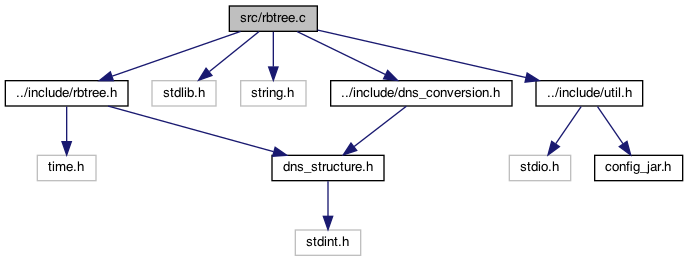 src/rbtree.c
../include/rbtree.h
stdlib.h
string.h
../include/dns_conversion.h
../include/util.h
time.h
dns_structure.h
stdio.h
config_jar.h
stdint.h